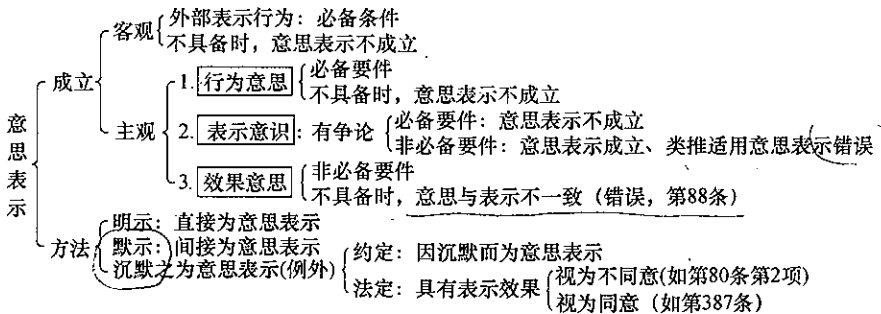 意思表示
成立
客观
外部表示行为：必备条件
不具备时，意思表示不成立
主观
1. 行为意思
必备要件
不具备时，意思表示不成立
2. 表示意识：有争论
必备要件：意思表示不成立
非必备要件：意思表示成立、类推适用意思表示错误
3. 效果意思
非必备要件
不具备时，意思与表示不一致（错误，第88条）
方法
明示：直接为意思表示
默示：间接为意思表示
沉默之为意思表示(例外)
约定：因沉默而为意思表示
法定：具有表示效果
视为不同意(如第80条第2项)
视为同意（如第387条）